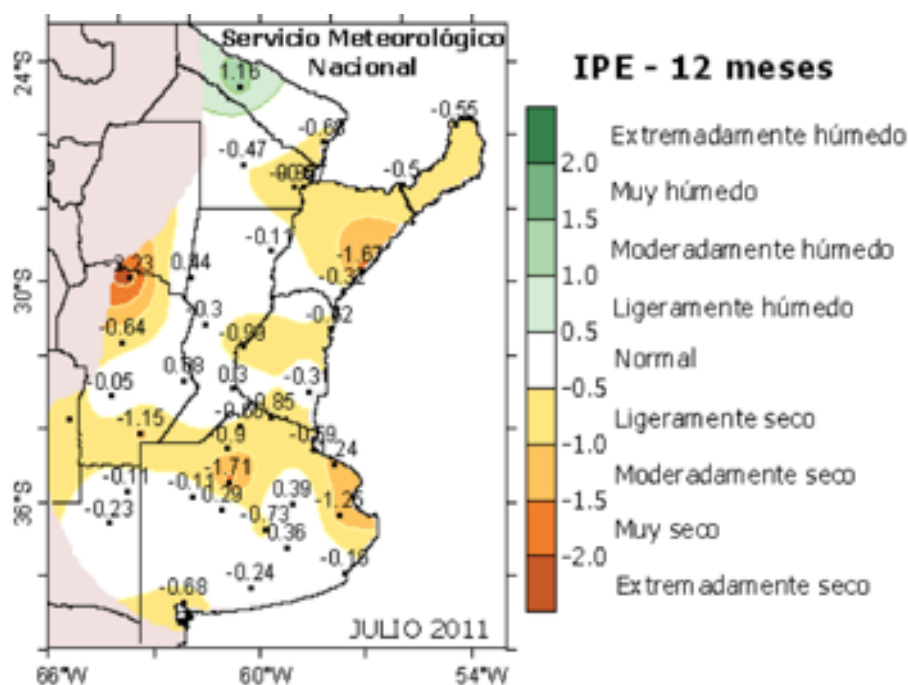 Servicio Meteorológico
Nacional
IPE - 12 meses
24°S
30°S
36°S
66°W
60°W
54°W
1.16
-0.55
-0.47
-0.5
-0.11
-1.67
0.44
-0.3
-0.64
-0.05
0.3
-0.31
-1.15
-0.9
-1.71
-0.11
-0.11
0.29
0.39
-1.25
-0.23
-0.73
0.36
-0.16
-0.24
-0.68
JULIO 2011
2.0
1.5
1.0
0.5
-0.5
-1.0
-1.5
-2.0
Extremadamente húmedo
Muy húmedo
Moderadamente húmedo
Ligeramente húmedo
Normal
Ligeramente seco
Moderadamente seco
Muy seco
Extremadamente seco